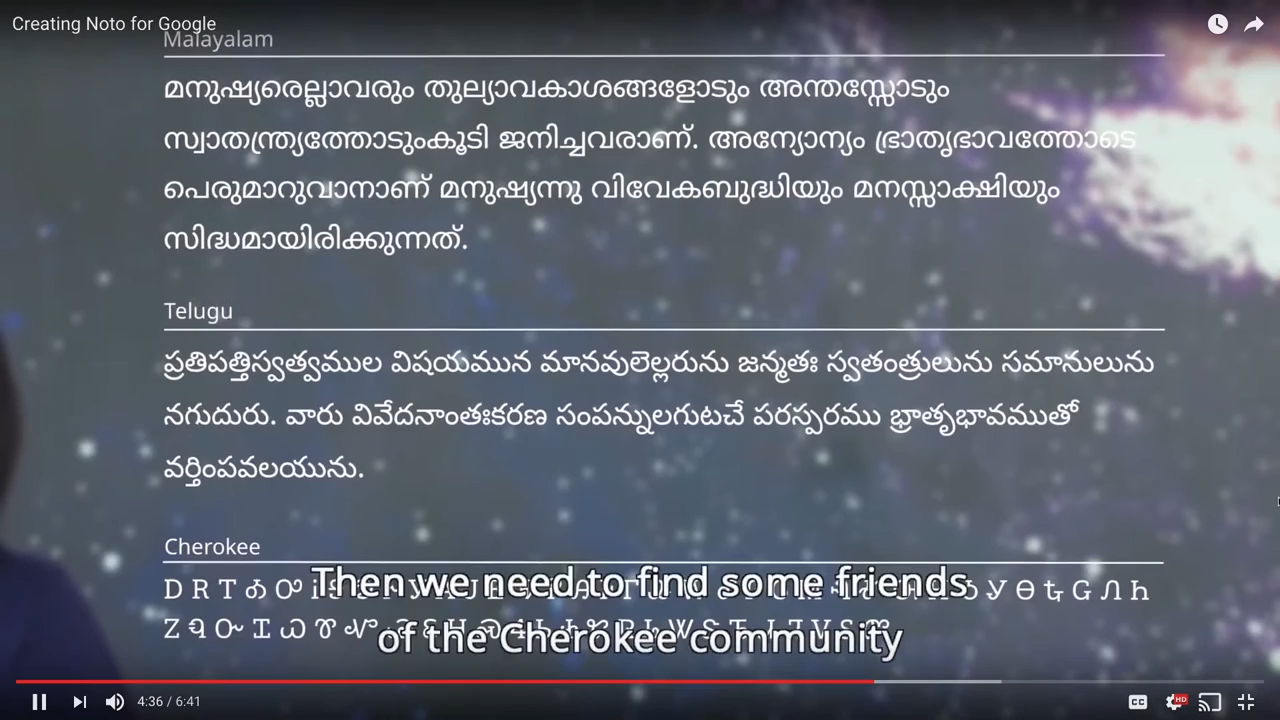 Creating Noto for Google
Malayalam
മനുഷ്യരെല്ലാവരും തുല്യാവകാശങ്ങളോടും അന്തസ്സോടും
സ്വാതന്ത്ര്യത്തോടുംകൂടി ജനിച്ചവരാണ്. അന്യോന്യം ഭ്രാതൃഭാവത്തോടെ
പെരുമാറുവാനാണ് മനുഷ്യന്നു വിവേകബുദ്ധിയും മനസ്സാക്ഷിയും
സിദ്ധമായിരിക്കുന്നത്.
Telugu
ప్రతిపత్తిస్వత్వముల విషయమున మానవులెల్లరును జన్మతః స్వతంత్రులును సమానులును
నగుదురు. వారు వివేదనాంతఃకరణ సంపన్నులగుటచే పరస్పరము భ్రాతృభావముతో
వర్తింపవలయును.
Cherokee
Ꭰ Ꭱ Ꭲ Ꭳ Ꭴ Ꭵ
Ꮍ Ꮎ Ꮏ Ꮐ Ꮑ Ꮒ
Ꮓ Ꮔ Ꮕ Ꮖ Ꮗ Ꮘ Ꮙ
Then we need to find some friends
of the Cherokee community
4:36 / 6:41
CC
HD